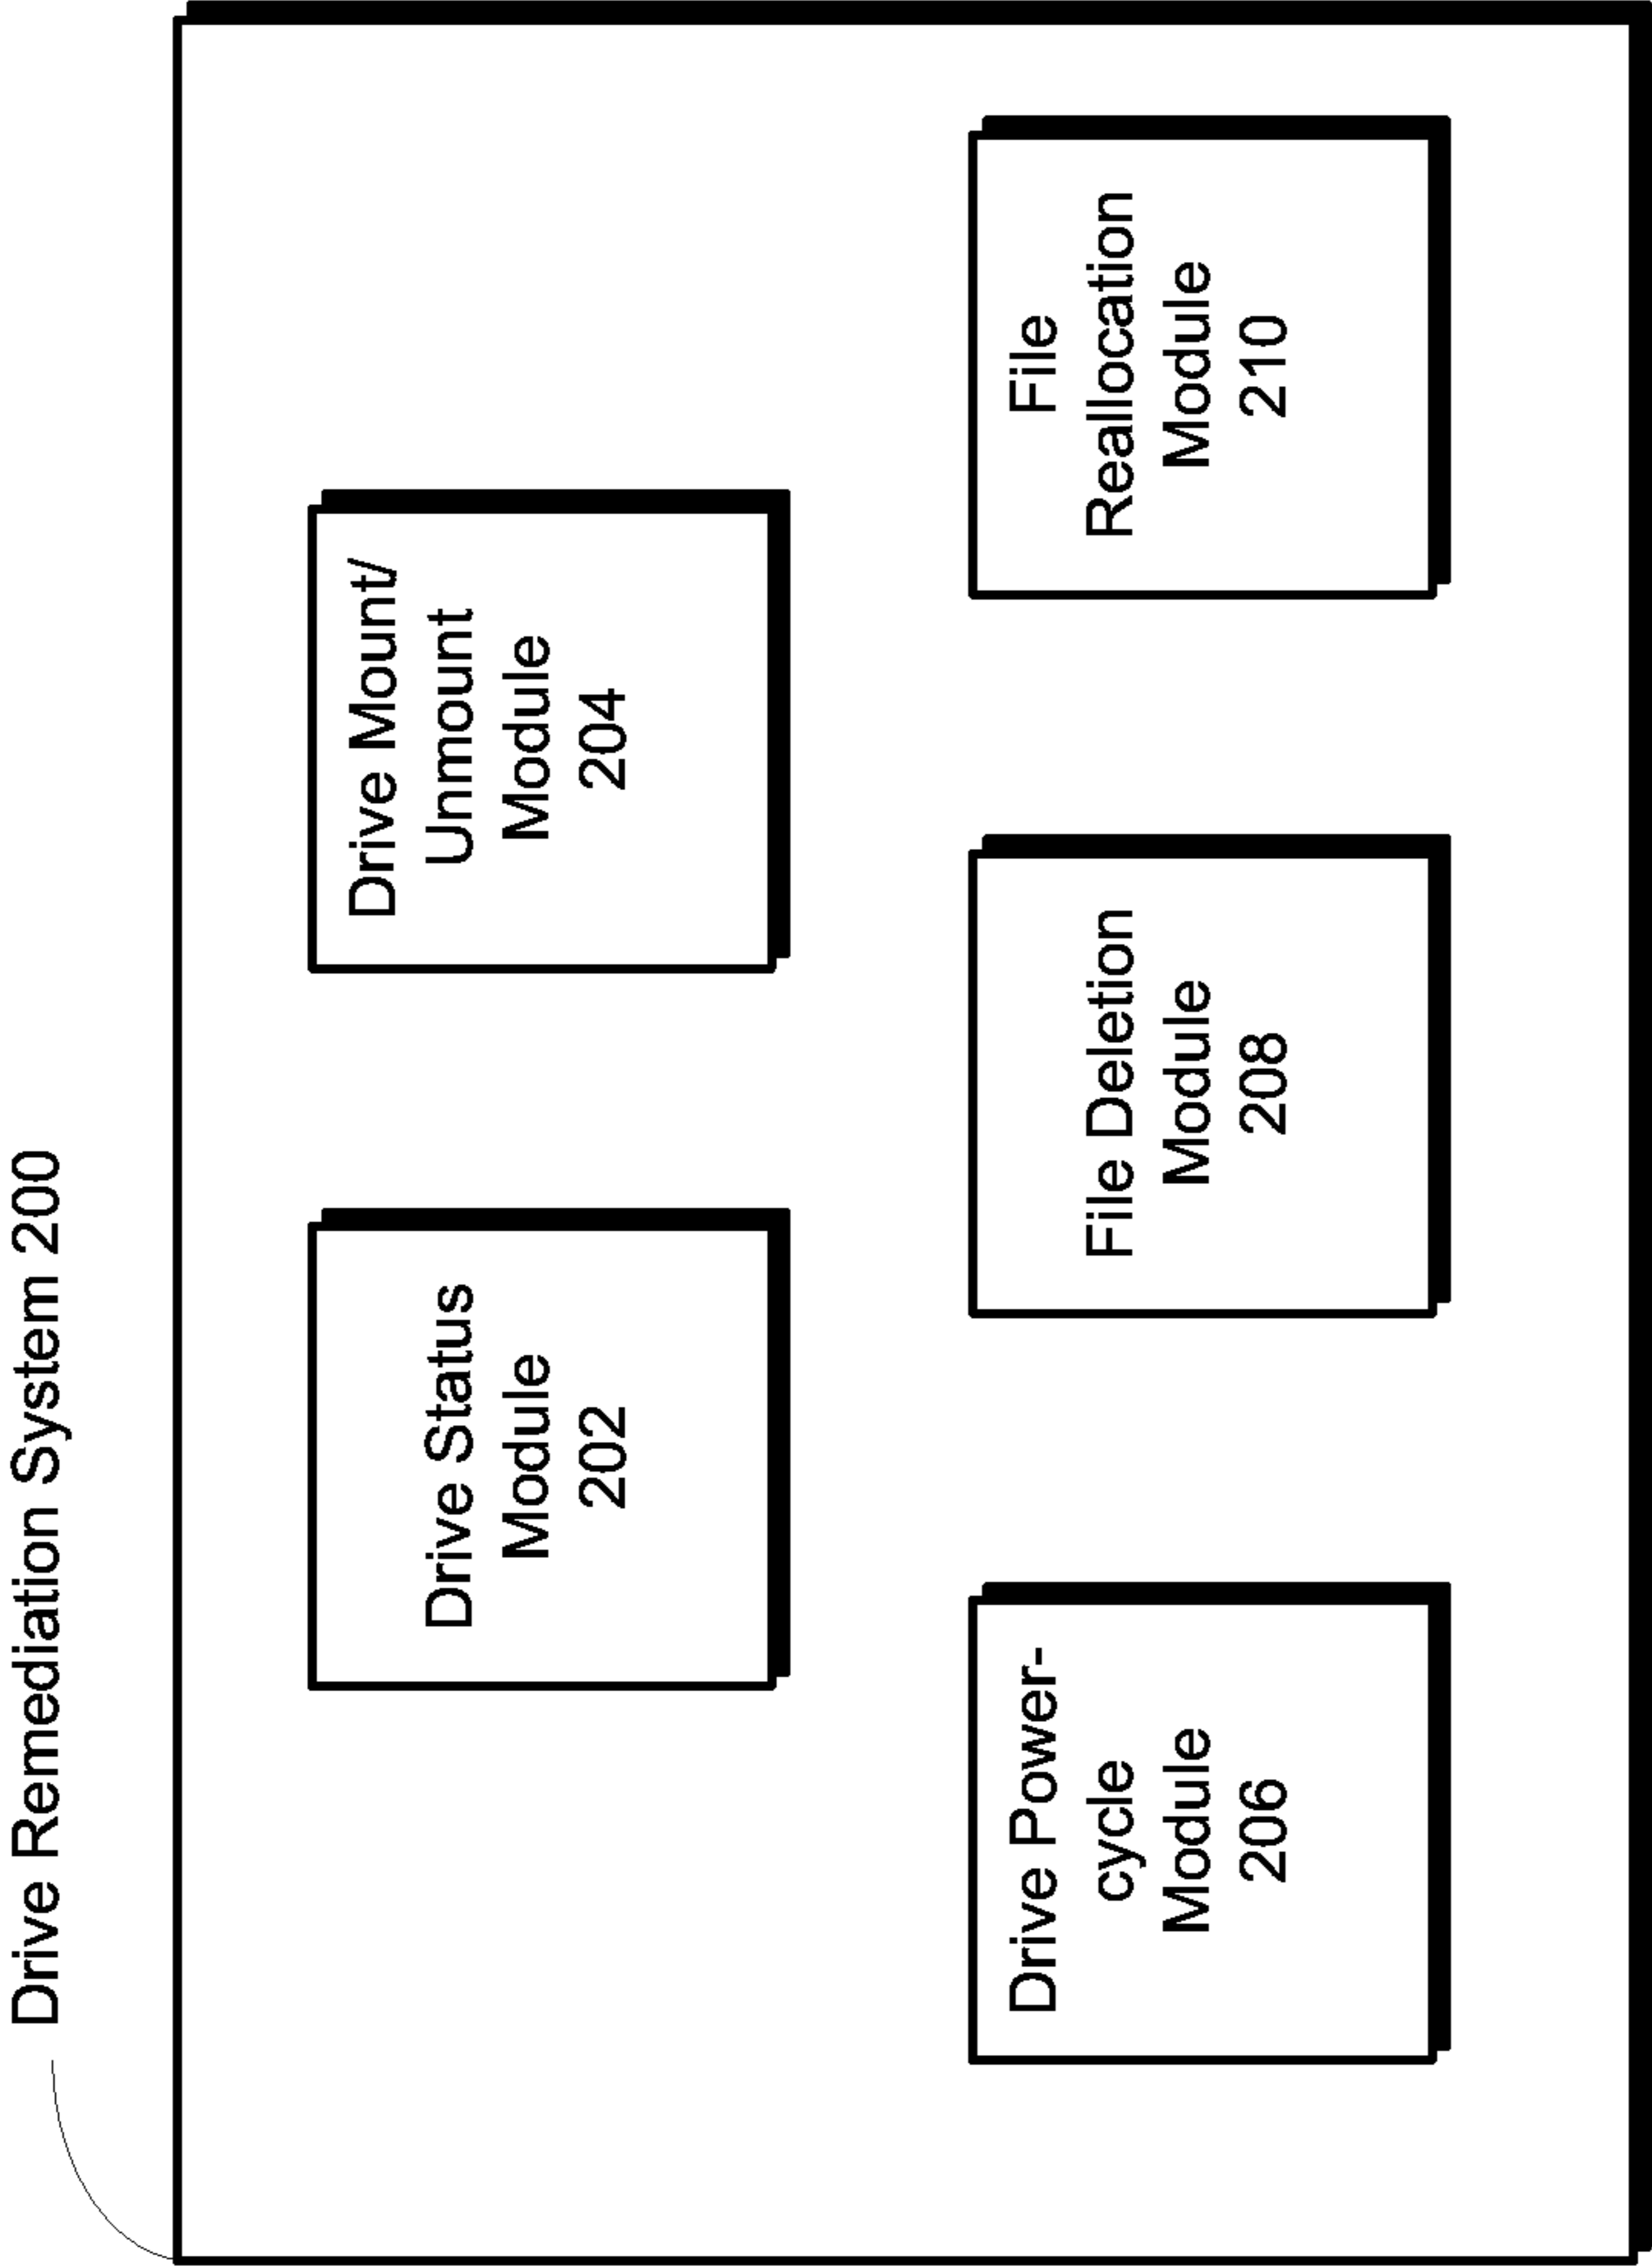 Drive Remediation System 200
Drive Status
Module
202
Drive Mount/
Unmount
Module
204
Drive Power-
cycle
Module
206
File Deletion
Module
208
File
Reallocation
Module
210